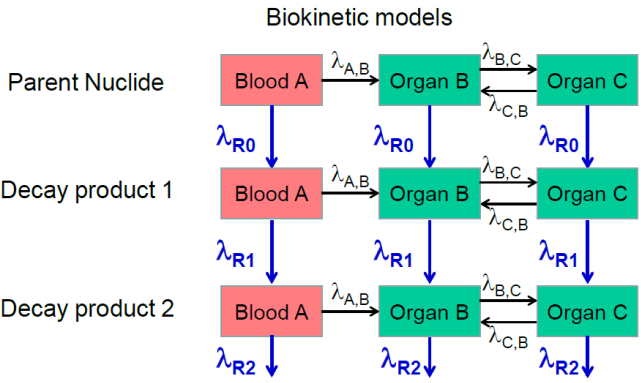 Biokinetic models
λB,C
λA,B
Parent Nuclide Blood A Organ B Organ C
λC,B
λR0 λR0 λR0
λB,C
λA,B
Decay product 1 Blood A Organ B Organ C
λC,B
λR1 λR1 λR1
λB,C
λA,B
Decay product 2 Blood A Organ B Organ C
λC,B
λR2 λR2 λR2